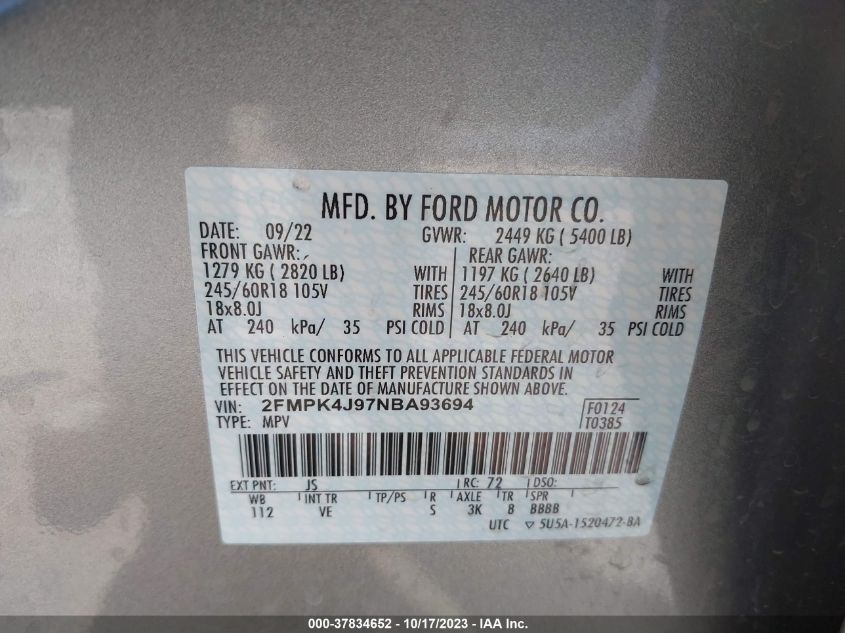 MFD. BY FORD MOTOR CO.
DATE: 09/22 GVWR: 2449 KG ( 5400 LB)
FRONT GAWR: REAR GAWR:
1279 KG ( 2820 LB) WITH 1197 KG ( 2640 LB) WITH
245/60R18 105V TIRES 245/60R18 105V TIRES
18x8.0J RIMS 18x8.0J RIMS
AT 240 kPa/ 35 PSI COLD AT 240 kPa/ 35 PSI COLD
THIS VEHICLE CONFORMS TO ALL APPLICABLE FEDERAL MOTOR
VEHICLE SAFETY AND THEFT PREVENTION STANDARDS IN
EFFECT ON THE DATE OF MANUFACTURE SHOWN ABOVE.
VIN: 2FMPK4J97NBA93694 F0124
TYPE: MPV T0385
EXT PNT: JS RC: 72 DSO:
WB INT TR TP/PS R AXLE TR SPR
112 VE S 3K 8 BBBB
UTC ▽ 5U5A-1520472-BA
000-37834652 - 10/17/2023 - IAA Inc.